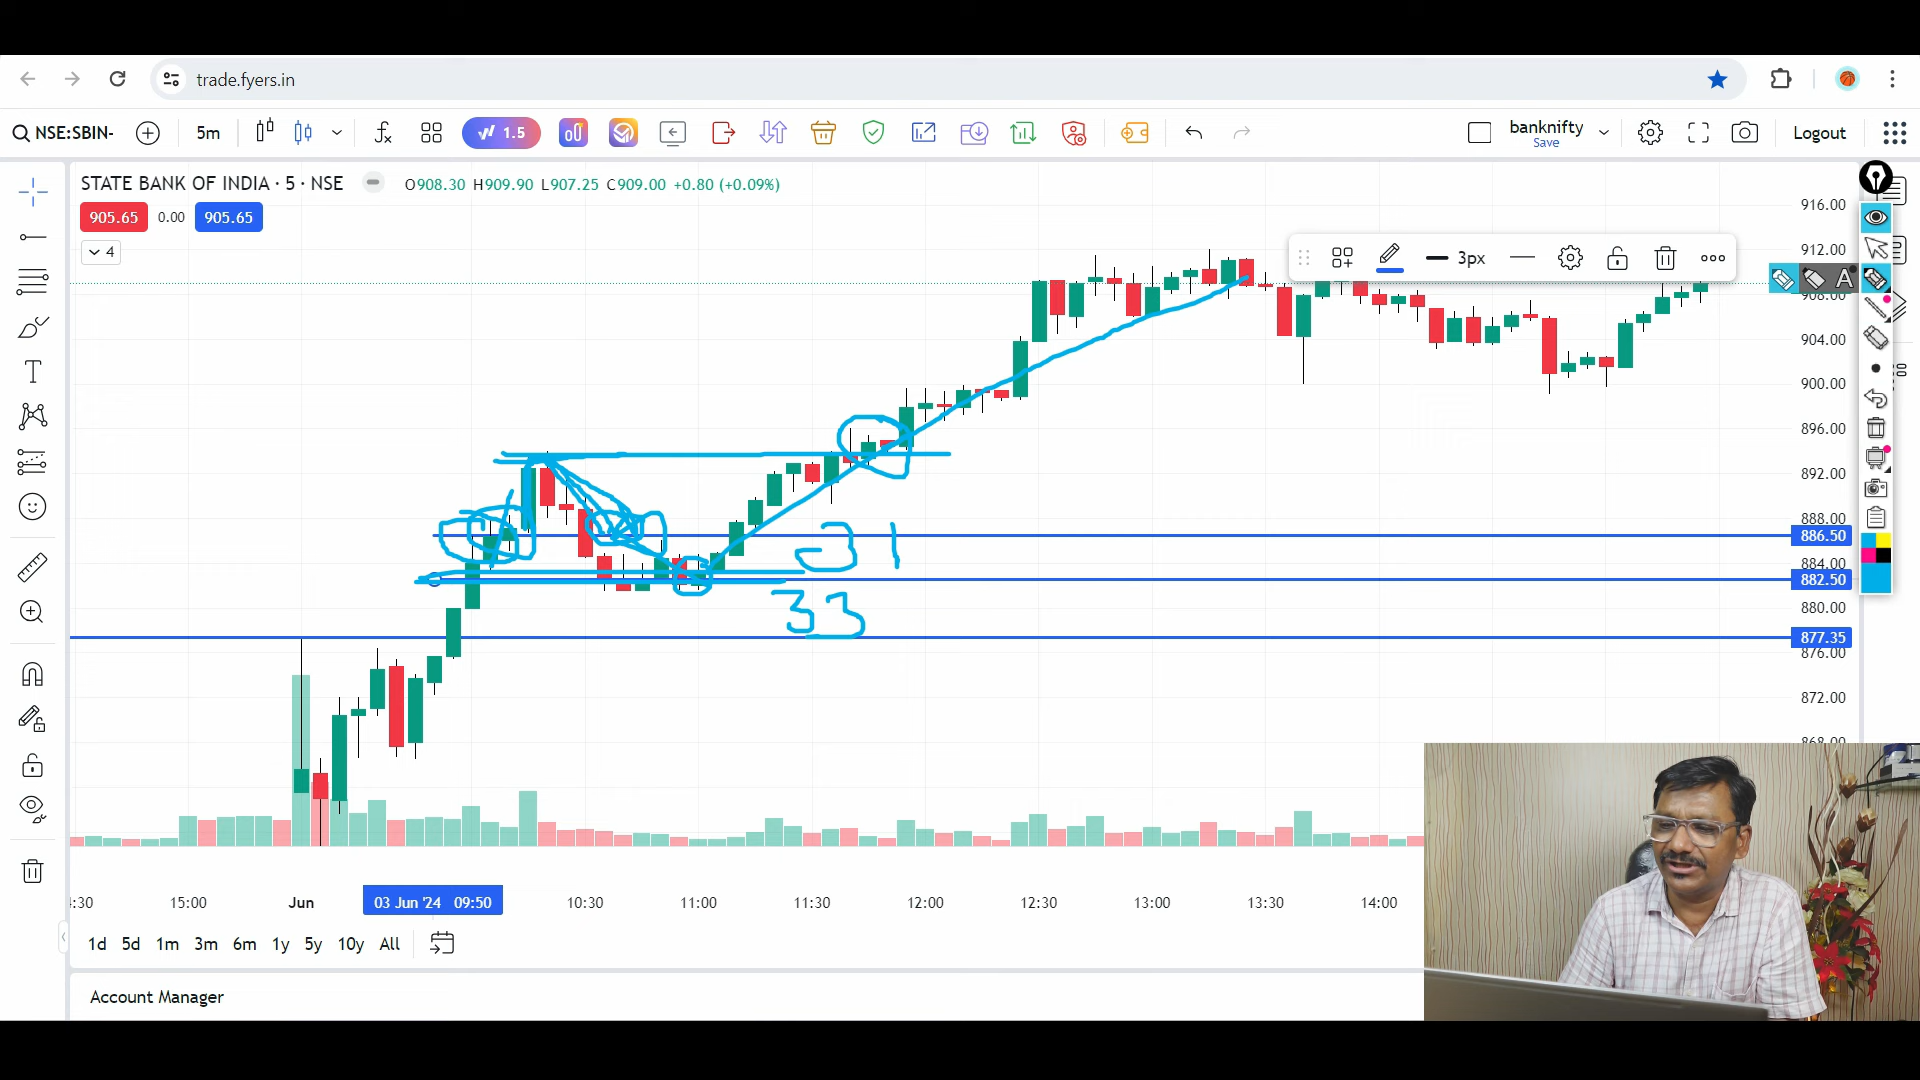 trade.fyers.in
NSE:SBIN- 5m 1.5 banknifty Save Logout
STATE BANK OF INDIA · 5 · NSE O908.30 H909.90 L907.25 C909.00 +0.80 (+0.09%)
905.65 0.00 905.65
4
3px
A
916.00
912.00
908.00
904.00
900.00
896.00
892.00
888.00
886.50
884.00
882.50
880.00
877.35
876.00
872.00
868.00
31
33
:30 15:00 Jun 03 Jun '24 09:50 10:30 11:00 11:30 12:00 12:30 13:00 13:30 14:00
1d 5d 1m 3m 6m 1y 5y 10y All
Account Manager